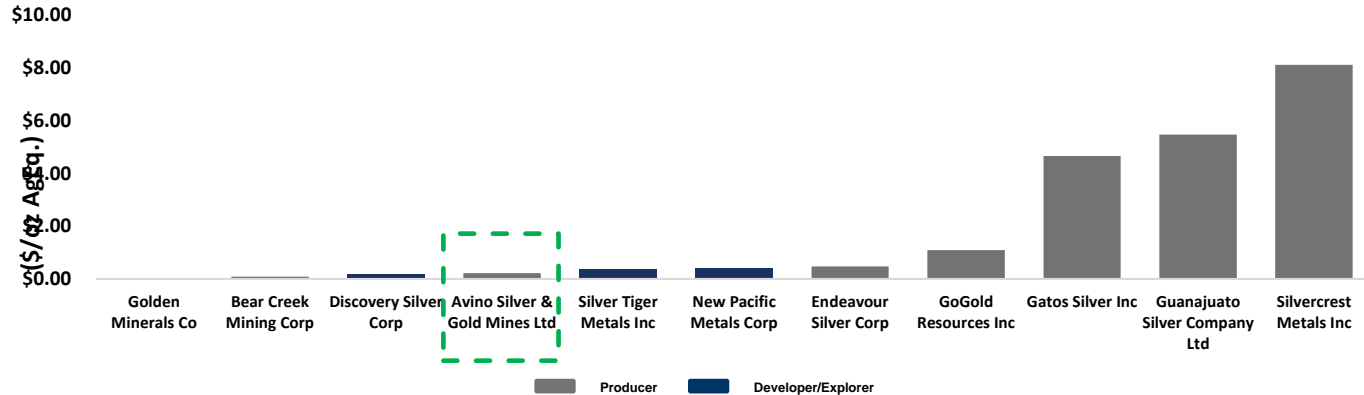 $10.00
$8.00
$6.00
$4.00
$2.00
$0.00
($/oz AgEq.)
Golden
Minerals Co
Bear Creek
Mining Corp
Discovery Silver
Corp
Avino Silver &
Gold Mines Ltd
Silver Tiger
Metals Inc
New Pacific
Metals Corp
Endeavour
Silver Corp
GoGold
Resources Inc
Gatos Silver Inc
Guanajuato
Silver Company
Ltd
Silvercrest
Metals Inc
Producer
Developer/Explorer